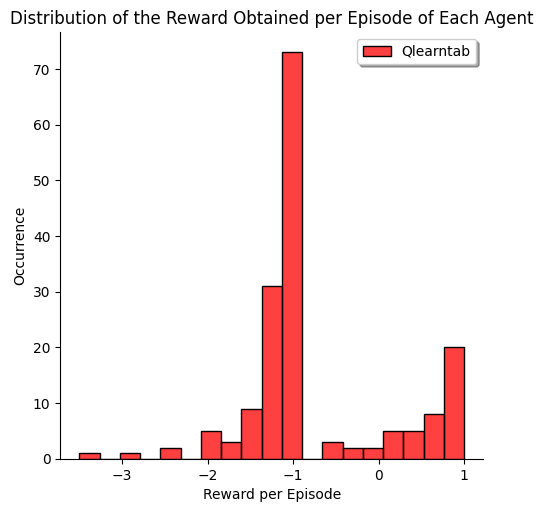 Distribution of the Reward Obtained per Episode of Each Agent
Qlearntab
70
60
50
40
30
20
10
0
Occurrence
−3 −2 −1 0 1
Reward per Episode